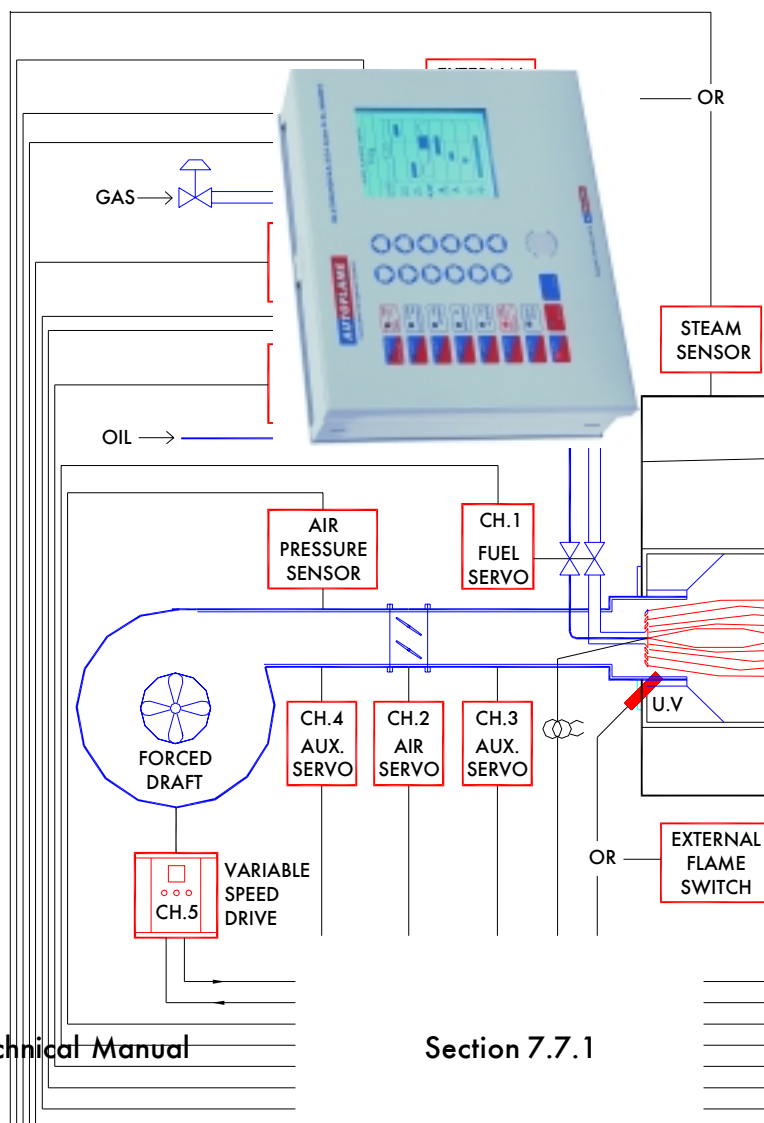 OR
GAS
AUTOFLAME
STEAM
SENSOR
OIL
AIR
PRESSURE
SENSOR
CH.1
FUEL
SERVO
U.V
CH.4
AUX.
SERVO
CH.2
AIR
SERVO
CH.3
AUX.
SERVO
FORCED
DRAFT
OR
EXTERNAL
FLAME
SWITCH
CH.5
VARIABLE
SPEED
DRIVE
chnical Manual
Section 7.7.1